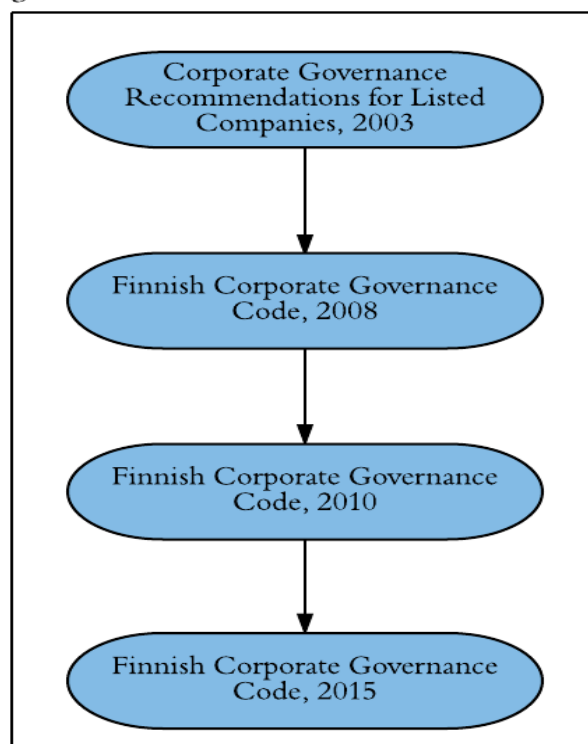 Corporate Governance
Recommendations for Listed
Companies, 2003
Finnish Corporate Governance
Code, 2008
Finnish Corporate Governance
Code, 2010
Finnish Corporate Governance
Code, 2015